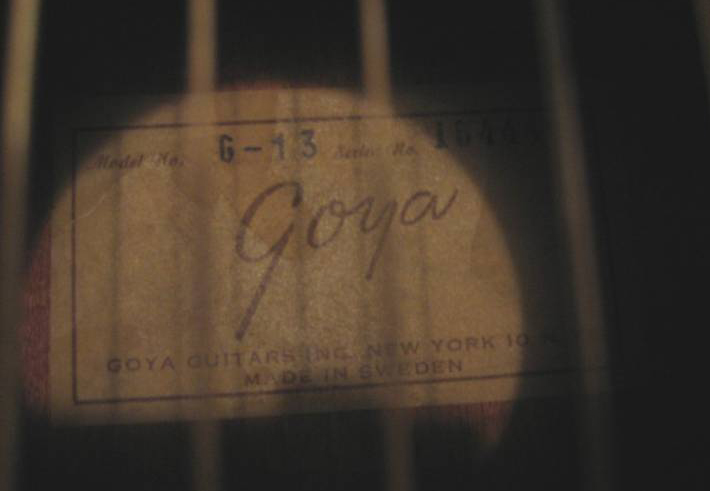 Model No. G-13 Series No.
Goya
GOYA GUITARS INC. NEW YORK 10 N.
MADE IN SWEDEN